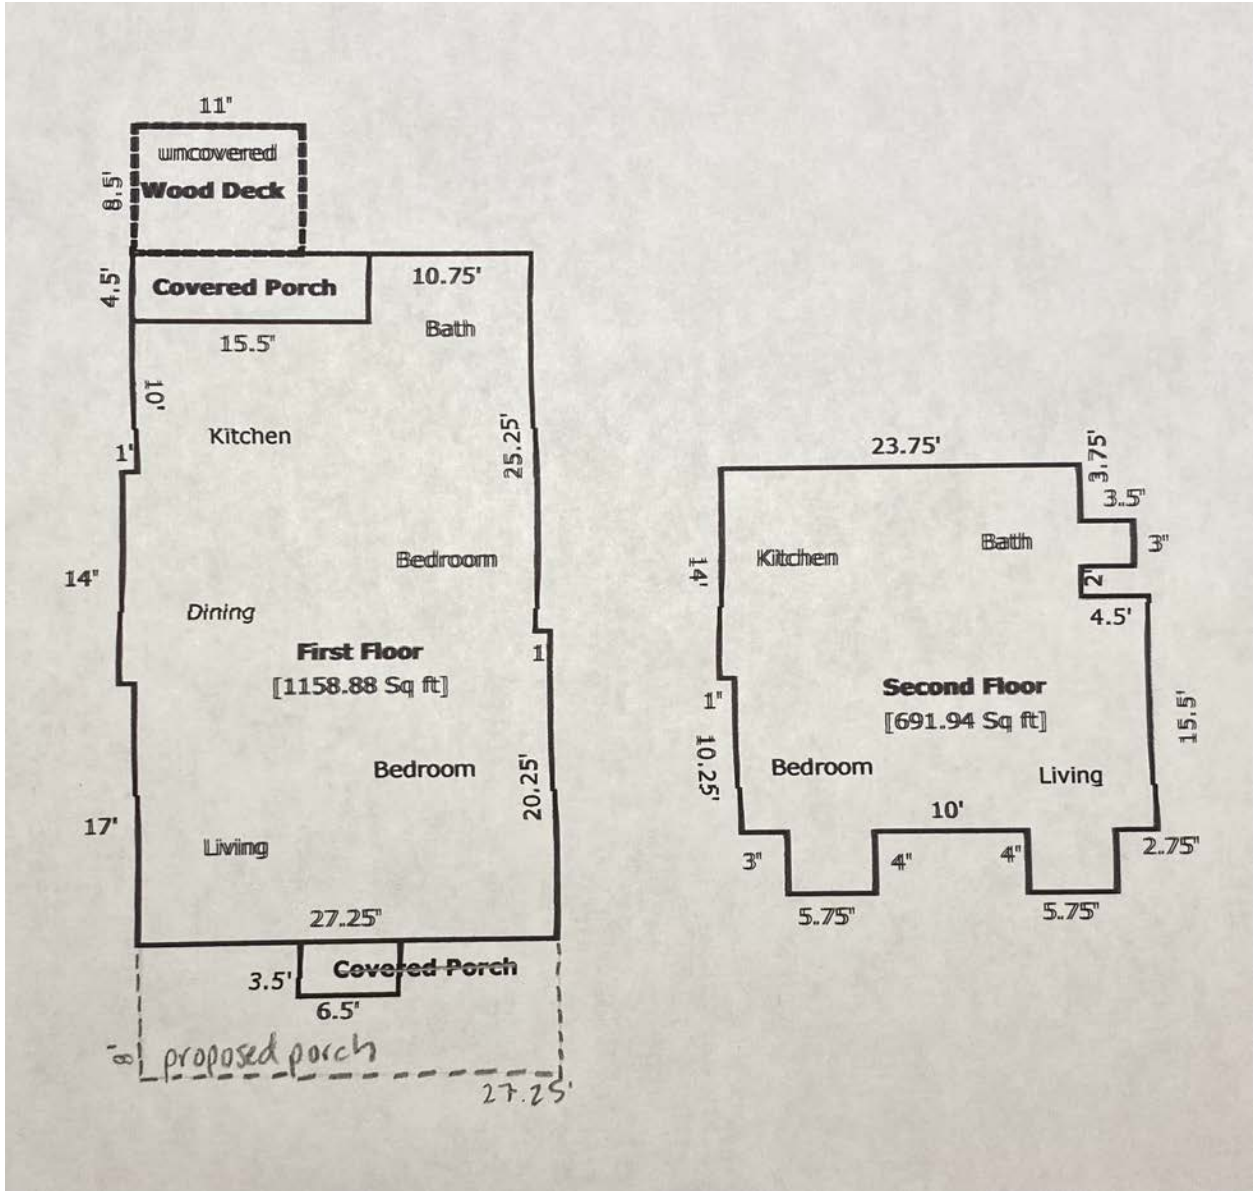 11"
uncovered
Wood Deck
8.5'
4.5'
Covered Porch
10.75'
Bath
15.5"
10'
Kitchen
1'
25.25'
14"
Bedroom
Dining
First Floor
1
[1158.88 Sq ft]
Bedroom
20.25'
17'
Living
27.25"
3.5'
Covered Porch
6.5'
8'
proposed porch
27.25'
23.75'
3.75'
3.5"
Kitchen
Bath
3"
14'
2'
4.5'
Second Floor
1"
[691.94 Sq ft]
15.5'
10.25'
Bedroom
Living
10'
3"
4"
4"
2.75"
5.75"
5.75"